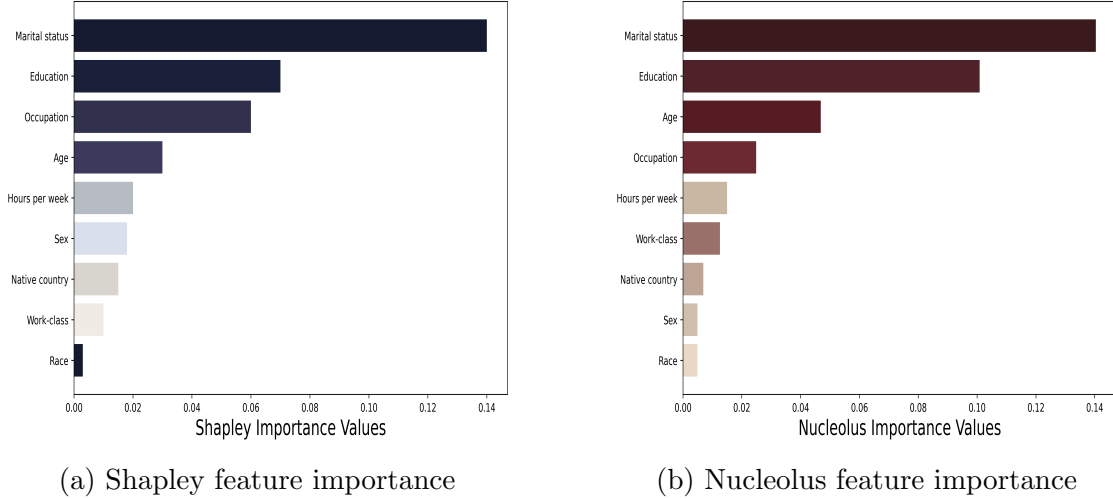 Marital status
Education
Occupation
Age
Hours per week
Sex
Native country
Work-class
Race
0.00 0.02 0.04 0.06 0.08 0.10 0.12 0.14
Shapley Importance Values
(a) Shapley feature importance
Marital status
Education
Age
Occupation
Hours per week
Work-class
Native country
Sex
Race
0.00 0.02 0.04 0.06 0.08 0.10 0.12 0.14
Nucleolus Importance Values
(b) Nucleolus feature importance